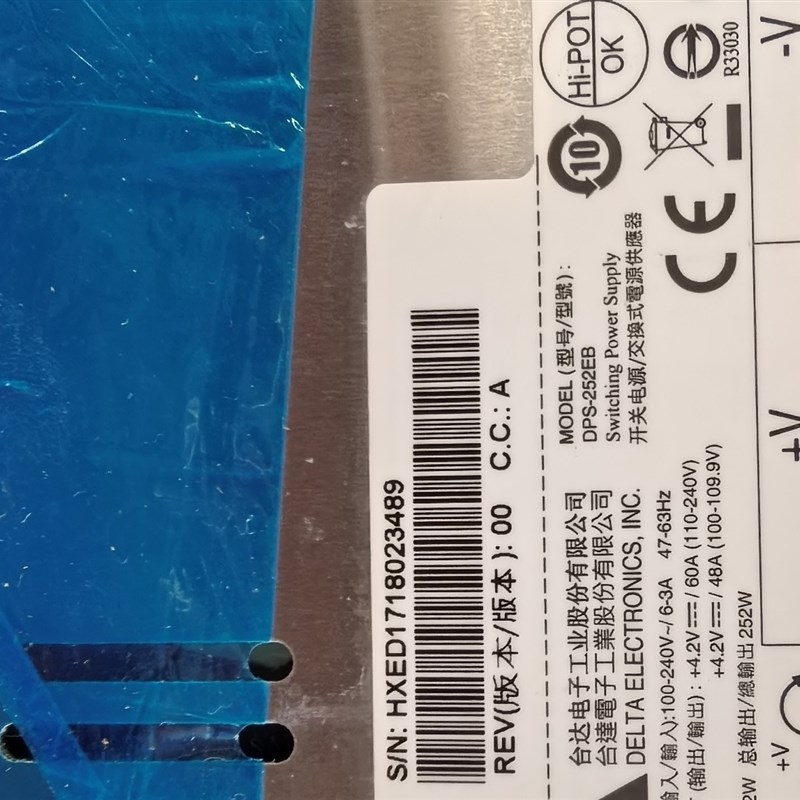 S/N: HXED1718023489
REV(版本/版本): 00 C.C.: A
台达电子工业股份有限公司
台達電子工業股份有限公司
DELTA ELECTRONICS, INC.
MODEL (型号/型號):
DPS-252EB
Switching Power Supply
开关电源/交換式電源供應器
输入/輸入):100-240V~/ 6-3A 47-63Hz
(输出/輸出) : +4.2V⎓/ 60A (110-240V)
+4.2V⎓/ 48A (100-109.9V)
2W 总输出/總輸出 252W
10
Hi-POT
OK
R33030
CE
-V
+V
+V